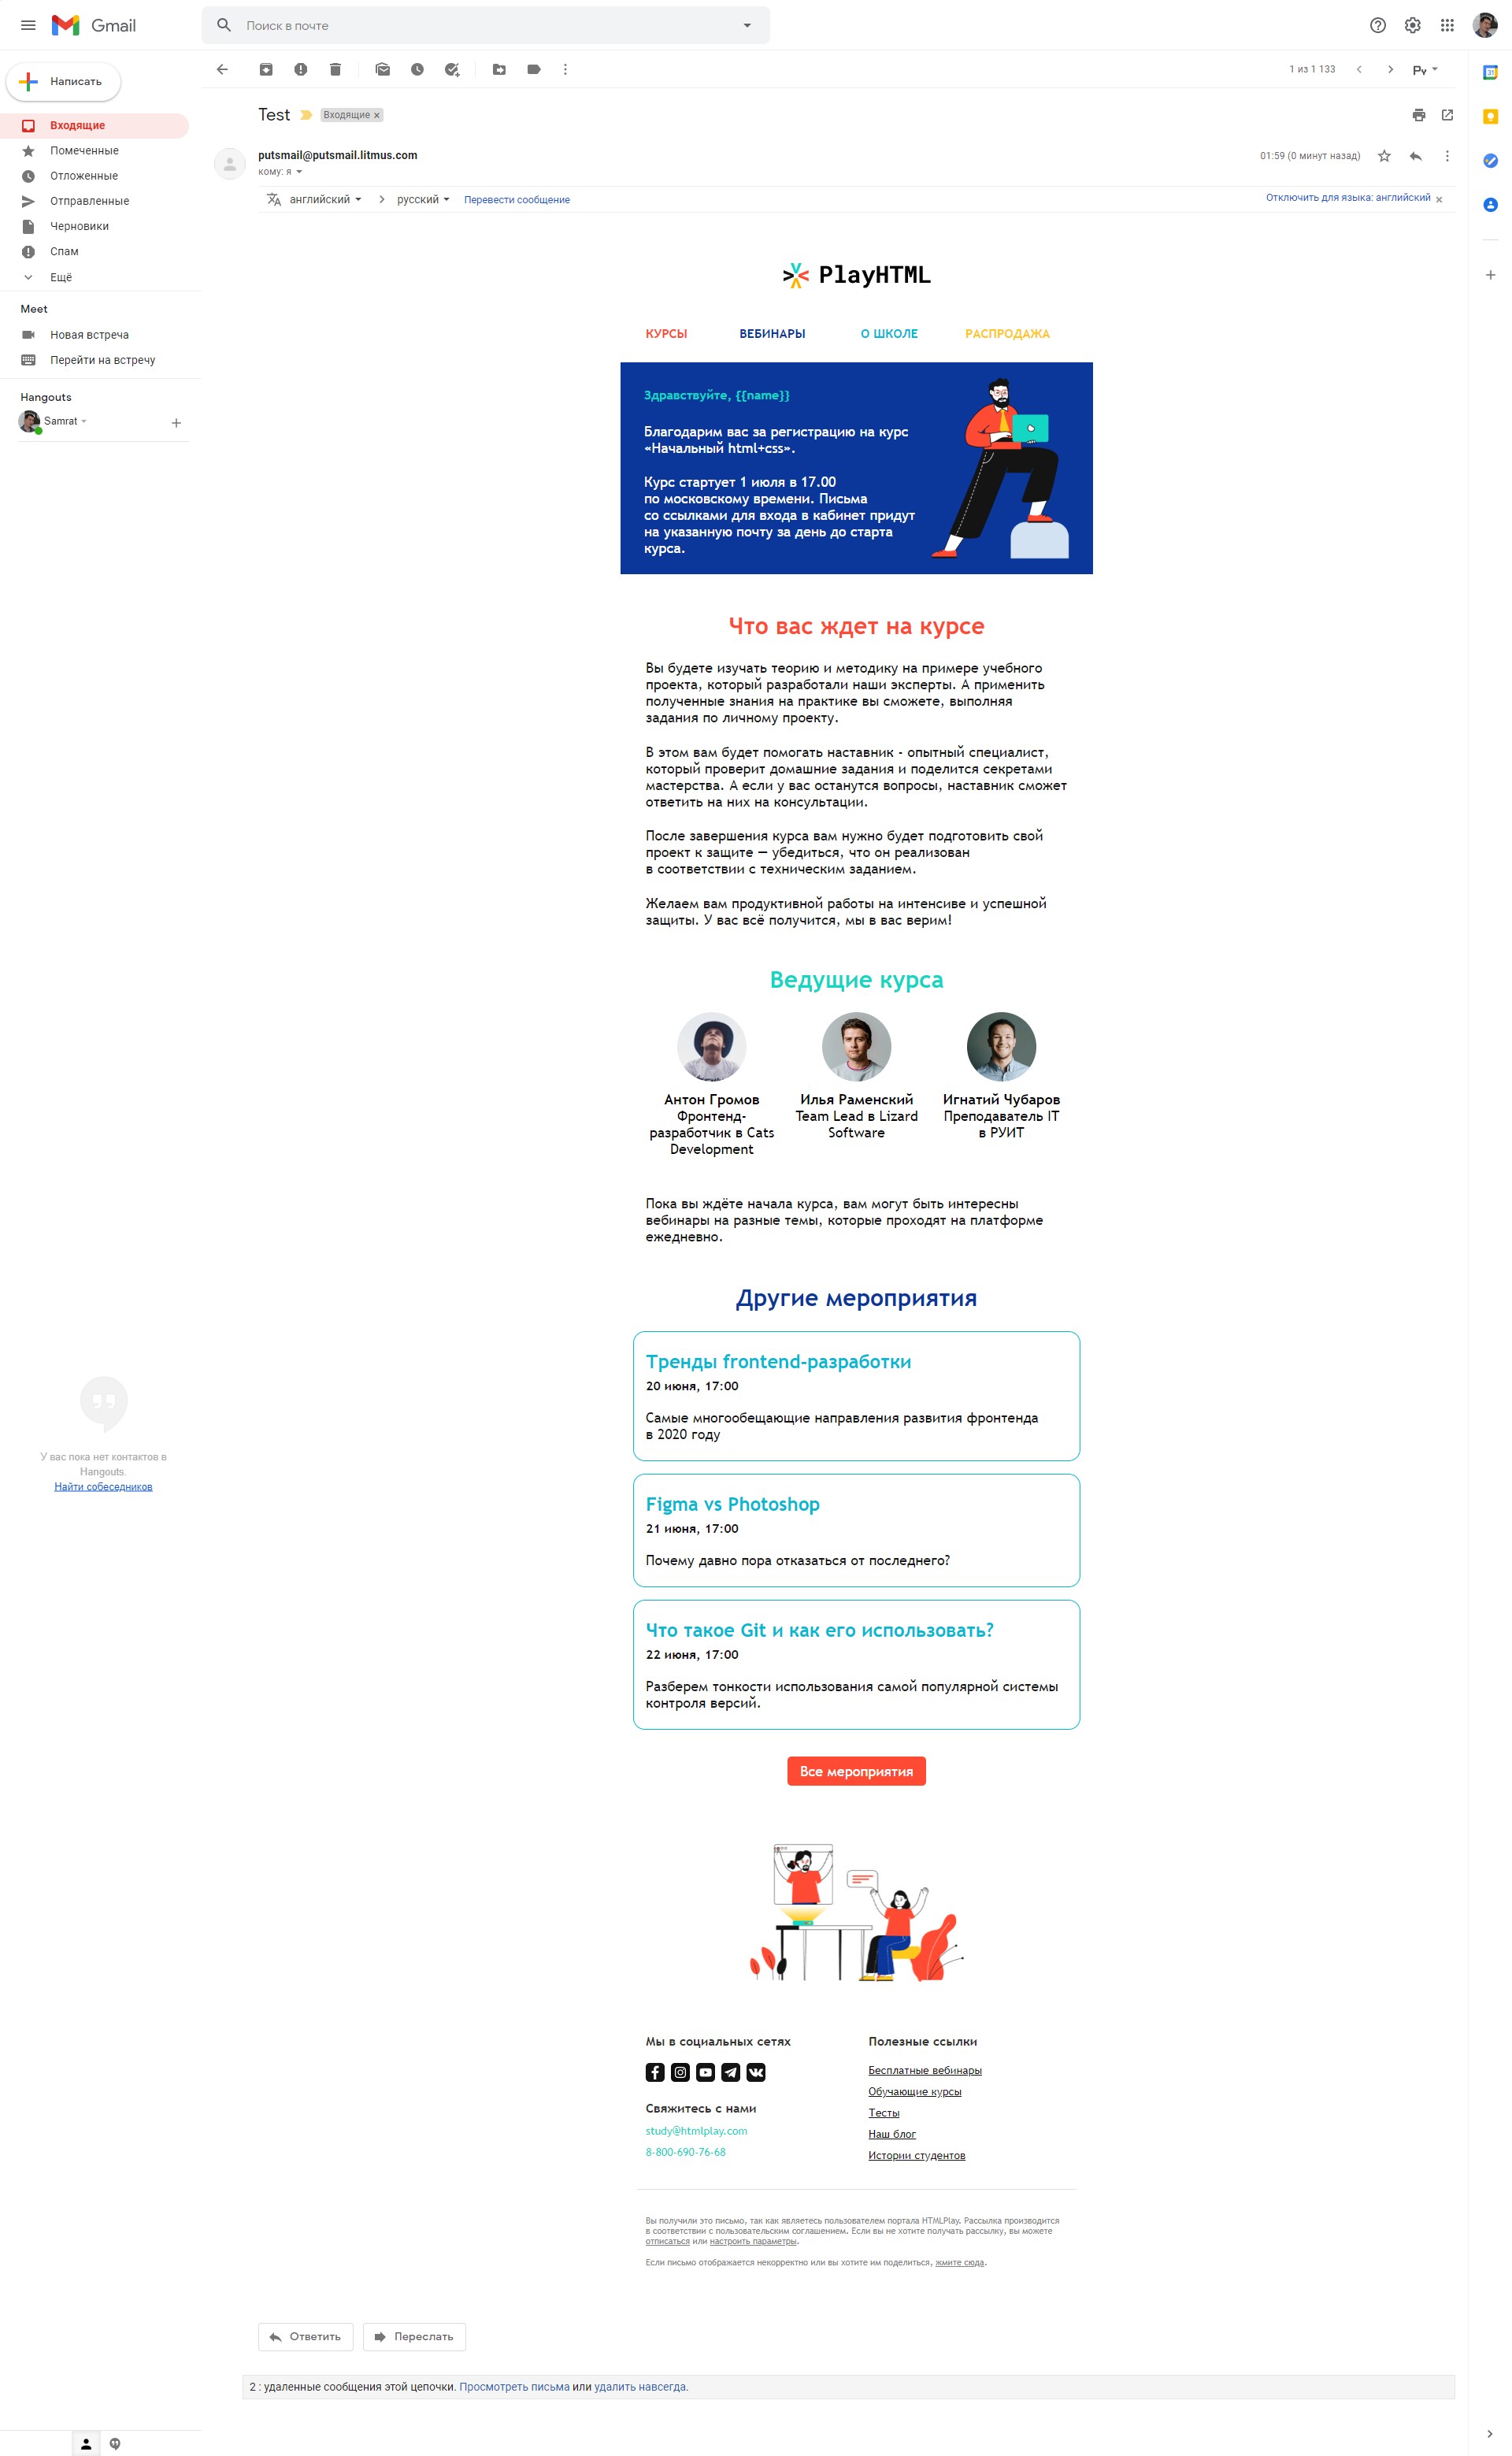 Gmail
Поиск в почте
Написать
Входящие
Помеченные
Отложенные
Отправленные
Черновики
Спам
Ещё
Meet
Новая встреча
Перейти на встречу
Hangouts
Samrat
У вас пока нет контактов в
Hangouts.
Найти собеседников
1 из 1 133
Ру
Test
Входящие ×
putsmail@putsmail.litmus.com
01:59 (0 минут назад)
кому: я
английский
русский
Перевести сообщение
Отключить для языка: английский ×
31
PlayHTML
КУРСЫ ВЕБИНАРЫ О ШКОЛЕ РАСПРОДАЖА
Здравствуйте, {{name}}
Благодарим вас за регистрацию на курс
«Начальный html+css».
Курс стартует 1 июля в 17.00
по московскому времени. Письма
со ссылками для входа в кабинет придут
на указанную почту за день до старта
курса.
Что вас ждет на курсе
Вы будете изучать теорию и методику на примере учебного
проекта, который разработали наши эксперты. А применить
полученные знания на практике вы сможете, выполняя
задания по личному проекту.
В этом вам будет помогать наставник - опытный специалист,
который проверит домашние задания и поделится секретами
мастерства. А если у вас останутся вопросы, наставник сможет
ответить на них на консультации.
После завершения курса вам нужно будет подготовить свой
проект к защите — убедиться, что он реализован
в соответствии с техническим заданием.
Желаем вам продуктивной работы на интенсиве и успешной
защиты. У вас всё получится, мы в вас верим!
Ведущие курса
Антон Громов
Фронтенд-
разработчик в Cats
Development
Илья Раменский
Team Lead в Lizard
Software
Игнатий Чубаров
Преподаватель IT
в РУИТ
Пока вы ждёте начала курса, вам могут быть интересны
вебинары на разные темы, которые проходят на платформе
ежедневно.
Другие мероприятия
Тренды frontend-разработки
20 июня, 17:00
Самые многообещающие направления развития фронтенда
в 2020 году
Figma vs Photoshop
21 июня, 17:00
Почему давно пора отказаться от последнего?
Что такое Git и как его использовать?
22 июня, 17:00
Разберем тонкости использования самой популярной системы
контроля версий.
Все мероприятия
Мы в социальных сетях
Свяжитесь с нами
study@htmlplay.com
8-800-690-76-68
Полезные ссылки
Бесплатные вебинары
Обучающие курсы
Тесты
Наш блог
Истории студентов
Вы получили это письмо, так как являетесь пользователем портала HTMLPlay. Рассылка производится
в соответствии с пользовательским соглашением. Если вы не хотите получать рассылку, вы можете
отписаться или настроить параметры.
Если письмо отображается некорректно или вы хотите им поделиться, жмите сюда.
Ответить
Переслать
2 : удаленные сообщения этой цепочки. Просмотреть письма или удалить навсегда.